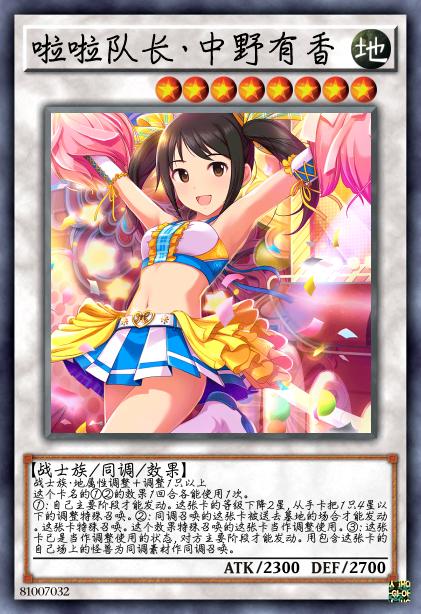 啦啦队长·中野有香
地
【战士族/同调/效果】
战士族·地属性调整+调整1只以上
这个卡名的①②的效果1回合各能使用1次。
①:自己主要阶段才能发动。这张卡的等级下降2星,从手卡把1只4星以
下的调整特殊召唤。②:同调召唤的这张卡被送去墓地的场合才能发动
。这张卡特殊召唤。这个效果特殊召唤的这张卡当作调整使用。③:这张
卡已是当作调整使用的状态,对方主要阶段才能发动。用包含这张卡的
自己场上的怪兽为同调素材作同调召唤。
ATK/2300 DEF/2700
81007032